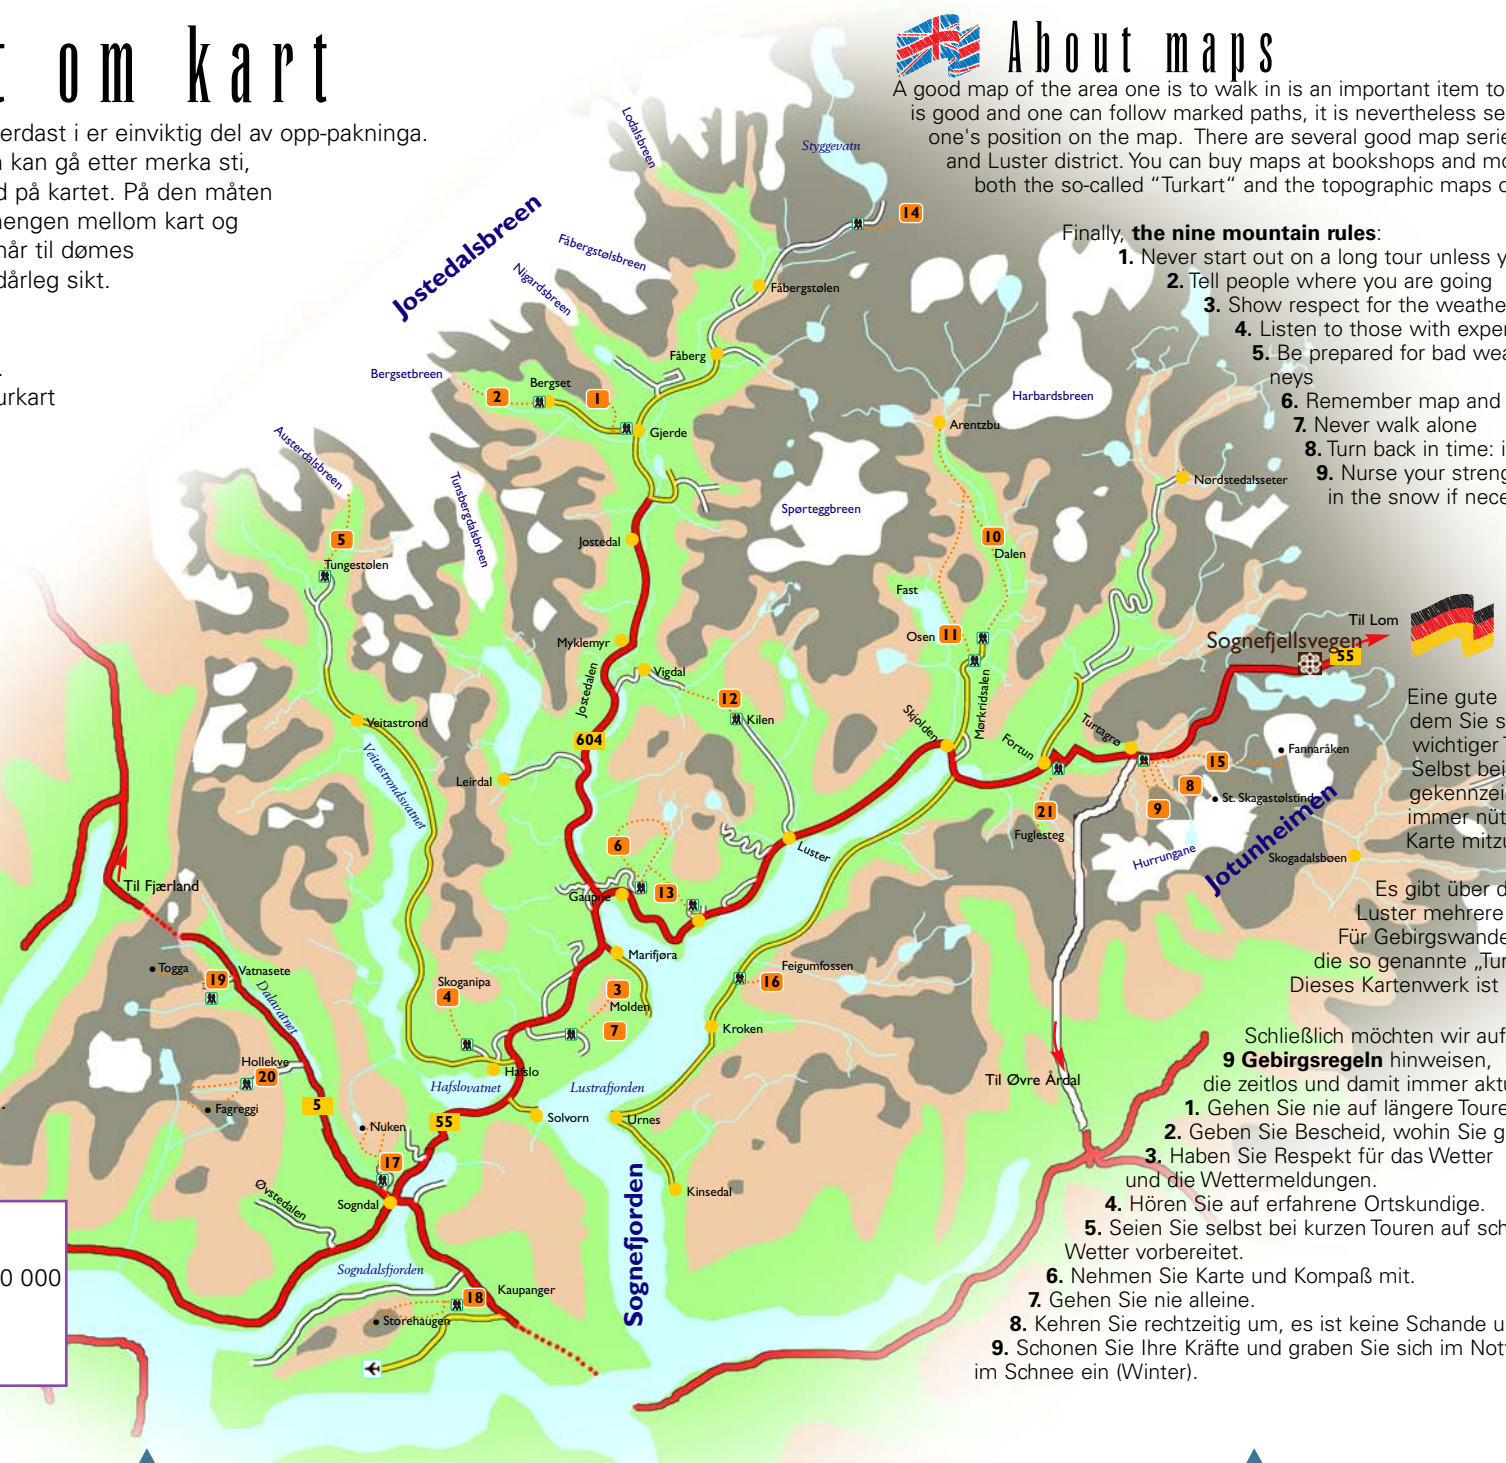 t om kart
erdast i er einviktig del av opp-pakninga.
kan gå etter merka sti,
d på kartet. På den måten
engen mellom kart og
når til dømes
dårleg sikt.
urkart
About maps
A good map of the area one is to walk in is an important item to
is good and one can follow marked paths, it is nevertheless se
one's position on the map. There are several good map serie
and Luster district. You can buy maps at bookshops and mo
both the so-called “Turkart“ and the topographic maps o
Finally, the nine mountain rules:
1. Never start out on a long tour unless y
2. Tell people where you are going
3. Show respect for the weathe
4. Listen to those with exper
5. Be prepared for bad wea
neys
6. Remember map and
7. Never walk alone
8. Turn back in time: i
9. Nurse your streng
in the snow if nece
Lodalsbreen
Styggevatn
14
Jostedalsbreen
Fåbergstølsbreen
Nigardsbreen
Fåbergstølen
Fåberg
Bergsetbreen
Bergset
2
1
Gjerde
Harbardsbreen
Arentzbu
Austerdalsbreen
Tunsbergdalsbreen
Nørdstedalsseter
Spørteggbreen
5
Tungestølen
Jostedal
10
Dalen
Fast
Osen
11
Myklemyr
Vigdal
Jostedalen
12
Kilen
604
Leirdal
Veitastrond
Veitastrondsvatnet
Skjolden
Mørkridsdalen
Fortun
Turtagrø
Sognefjellsvegen
Til Lom
55
Fannaråken
15
8
St. Skagastølstind
9
21
Fuglesteg
Hurrungane
Jotunheimen
Skogadalsbøen
Luster
6
13
Gaupne
Marifjøra
Til Fjærland
Togga
19
Vatnasete
Dalavatnet
Skoganipa
4
3
Molden
7
Feigumfossen
16
Kroken
Hollekve
20
Fagreggi
5
Nuken
17
55
Hafslo
Hafslovatnet
Lustrafjorden
Solvorn
Urnes
Kinsedal
Øvstedalen
Sogndal
Sogndalsfjorden
Sognefjorden
Kaupanger
18
Storehaugen
Til Øvre Årdal
0 000
Eine gute
dem Sie s
wichtiger T
Selbst bei
gekennzei
immer nüt
Karte mitzu
Es gibt über d
Luster mehrere
Für Gebirgswande
die so genannte „Tur
Dieses Kartenwerk ist
Schließlich möchten wir auf
9 Gebirgsregeln hinweisen,
die zeitlos und damit immer aktu
1. Gehen Sie nie auf längere Toure
2. Geben Sie Bescheid, wohin Sie g
3. Haben Sie Respekt für das Wetter
und die Wettermeldungen.
4. Hören Sie auf erfahrene Ortskundige.
5. Seien Sie selbst bei kurzen Touren auf sch
Wetter vorbereitet.
6. Nehmen Sie Karte und Kompaß mit.
7. Gehen Sie nie alleine.
8. Kehren Sie rechtzeitig um, es ist keine Schande u
9. Schonen Sie Ihre Kräfte und graben Sie sich im Not
im Schnee ein (Winter).